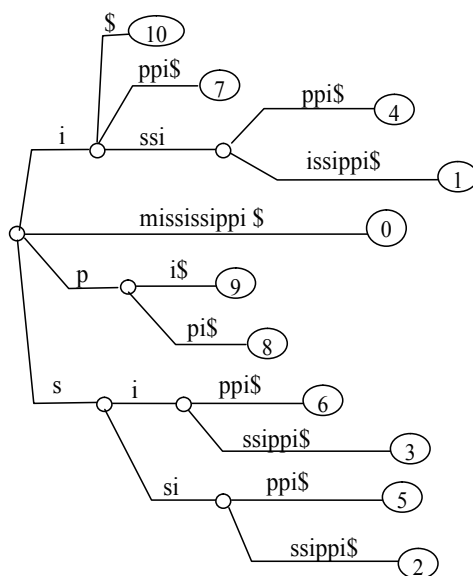 $ 10
ppi$ 7
i ssi ppi$ 4
issippi$ 1
mississippi $ 0
p i$ 9
pi$ 8
s i ppi$ 6
ssippi$ 3
si ppi$ 5
ssippi$ 2